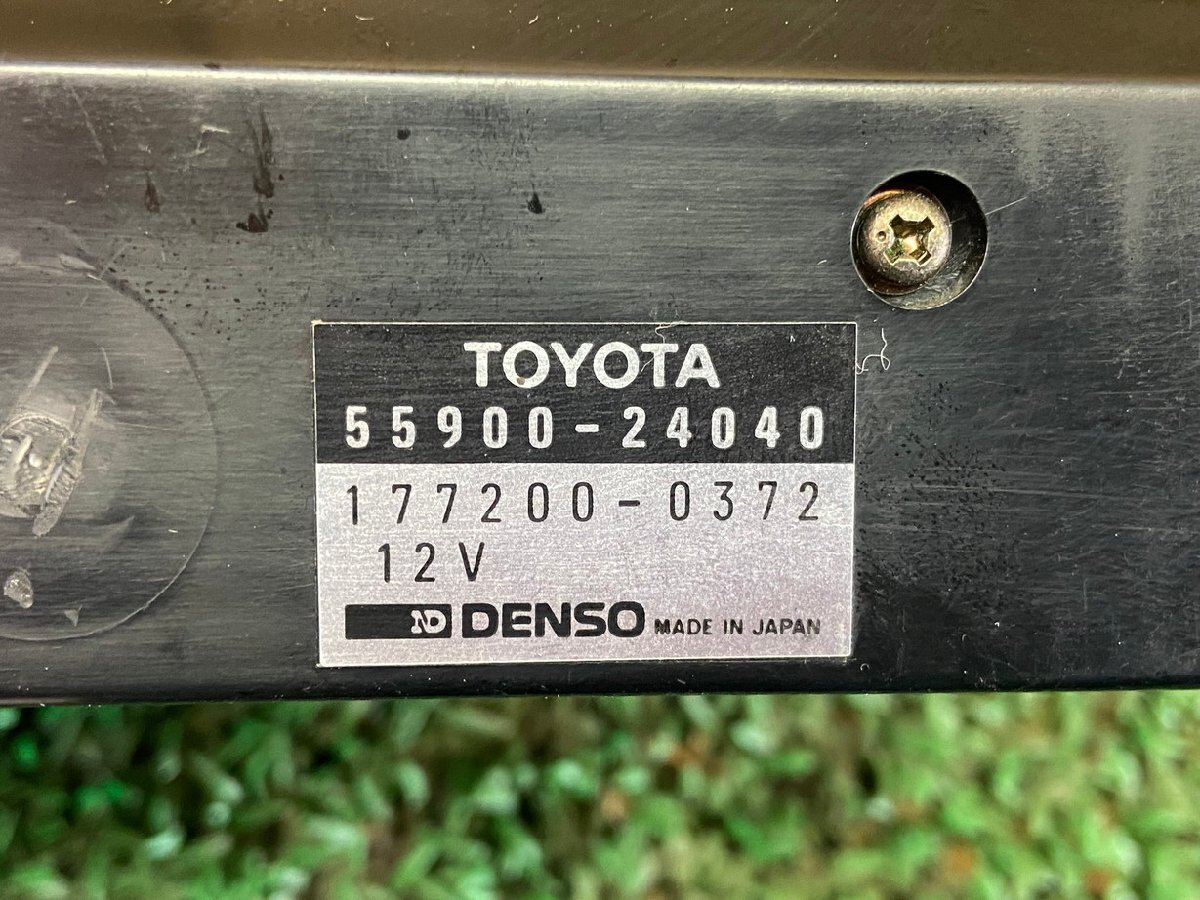 TOYOTA
55900-24040
177200-0372
12V
ND DENSO MADE IN JAPAN